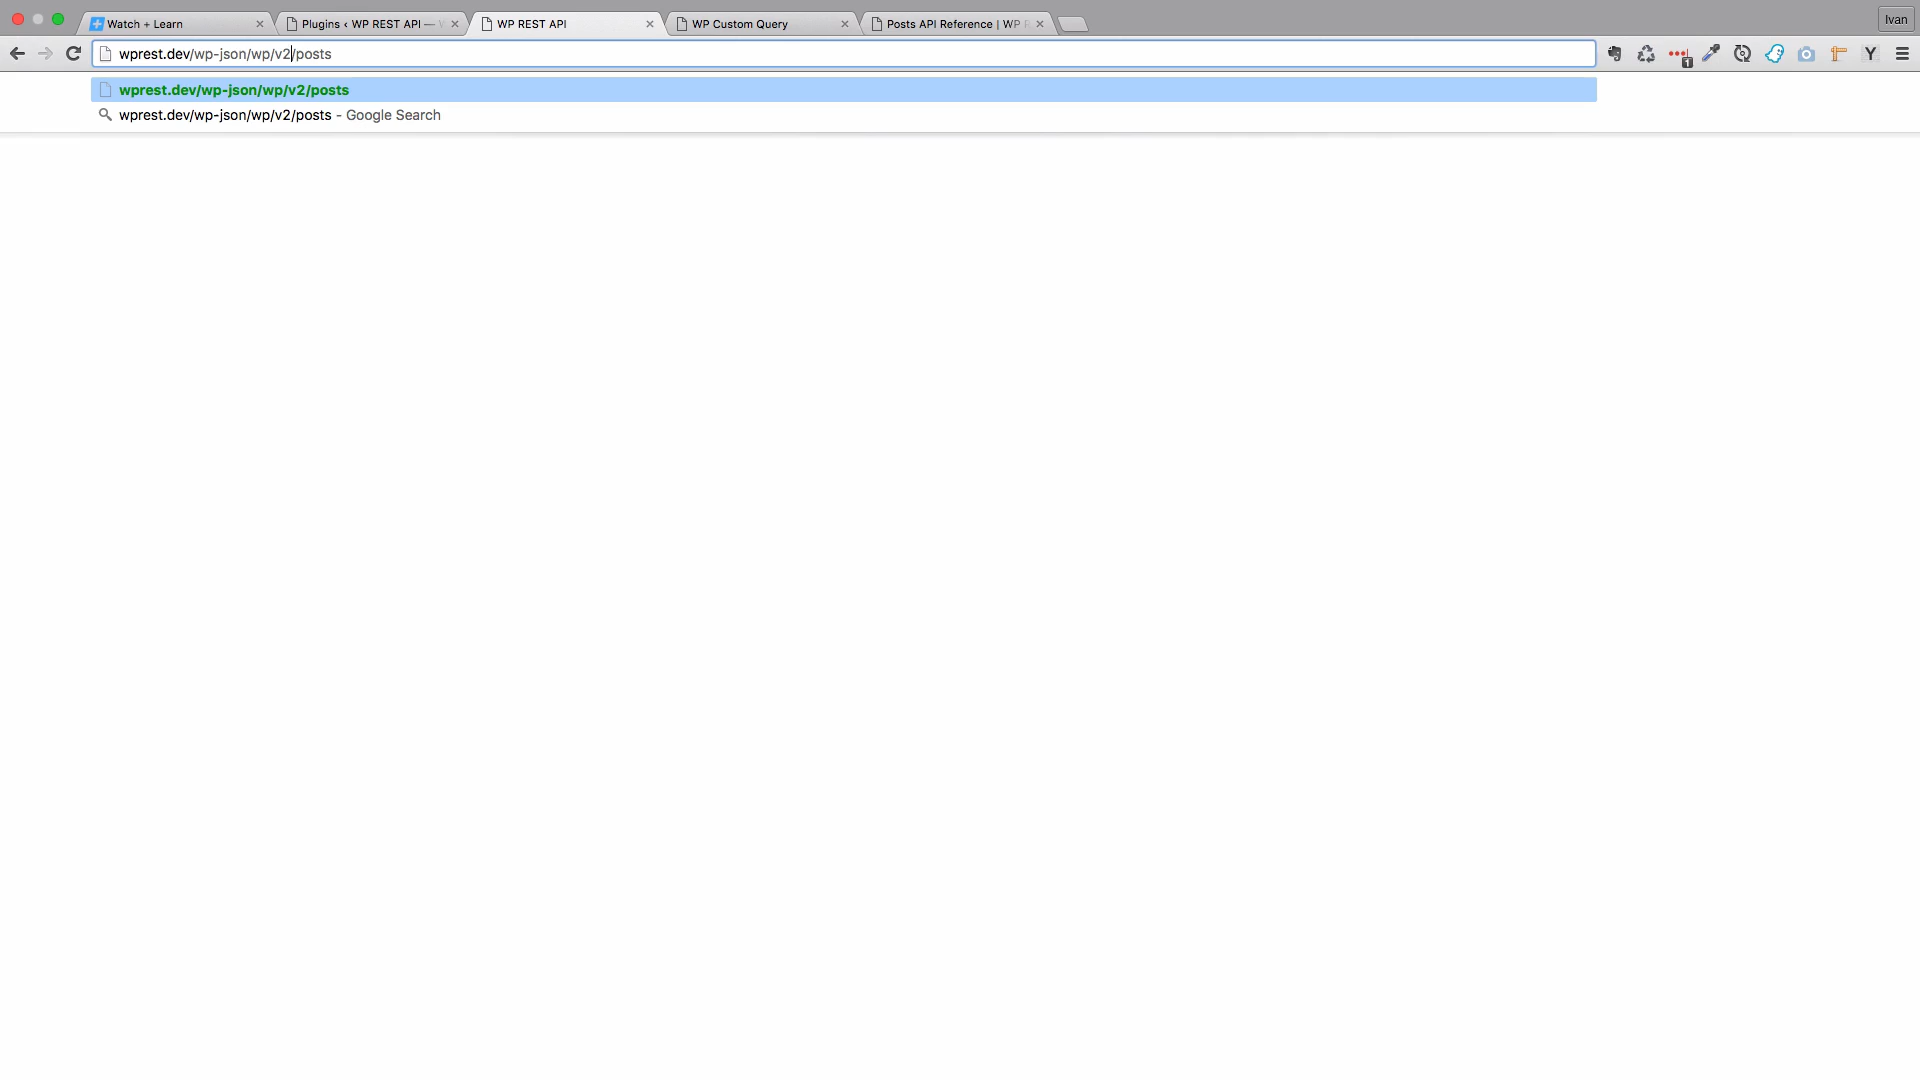 Watch + Learn
Plugins ‹ WP REST API —
WP REST API
WP Custom Query
Posts API Reference | WP
Ivan
wprest.dev/wp-json/wp/v2/posts
1
Y
wprest.dev/wp-json/wp/v2/posts
wprest.dev/wp-json/wp/v2/posts - Google Search